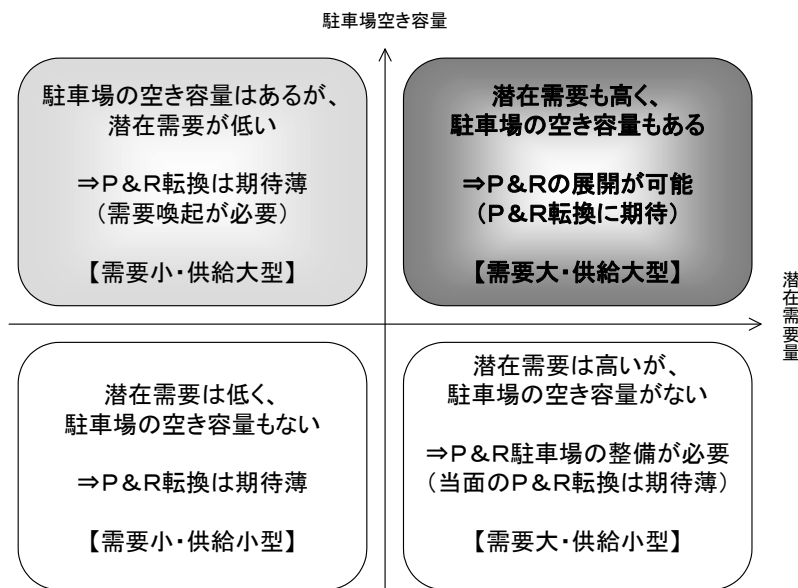 駐車場空き容量
駐車場の空き容量はあるが、
潜在需要が低い
⇒P&R転換は期待薄
(需要喚起が必要)
【需要小・供給大型】
潜在需要も高く、
駐車場の空き容量もある
⇒P&Rの展開が可能
(P&R転換に期待)
【需要大・供給大型】
潜在需要量
潜在需要は低く、
駐車場の空き容量もない
⇒P&R転換は期待薄
【需要小・供給小型】
潜在需要は高いが、
駐車場の空き容量がない
⇒P&R駐車場の整備が必要
(当面のP&R転換は期待薄)
【需要大・供給小型】